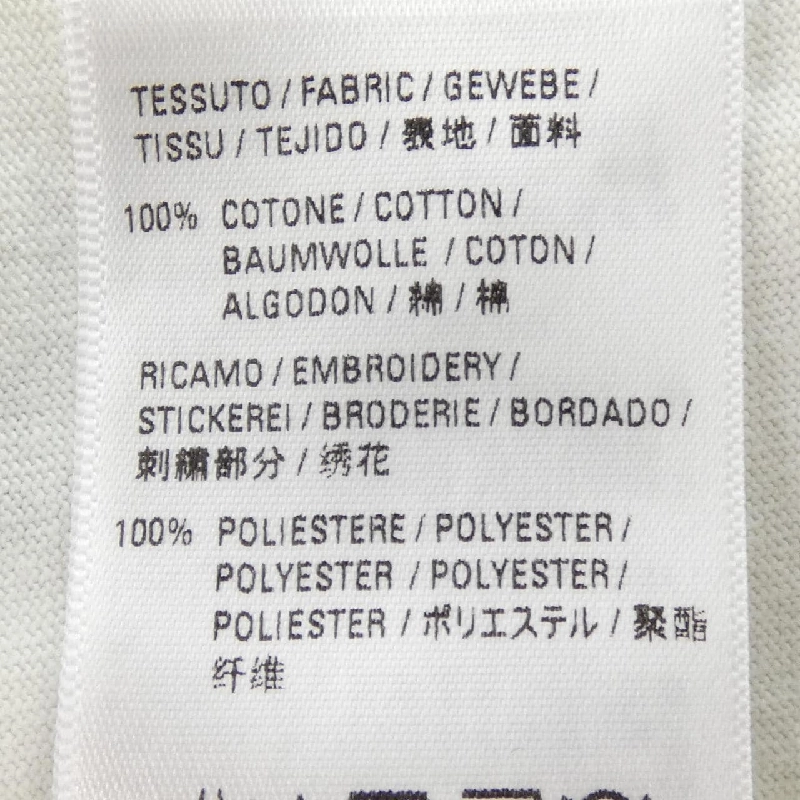 TESSUTO / FABRIC / GEWEBE /
TISSU / TEJIDO / 表地 / 面料
100% COTONE / COTTON /
BAUMWOLLE / COTON /
ALGODON / 綿 / 棉
RICAMO / EMBROIDERY /
STICKEREI / BRODERIE / BORDADO /
刺繍部分 / 绣花
100% POLIESTERE / POLYESTER /
POLYESTER / POLYESTER /
POLIESTER / ポリエステル / 聚酯
纤维